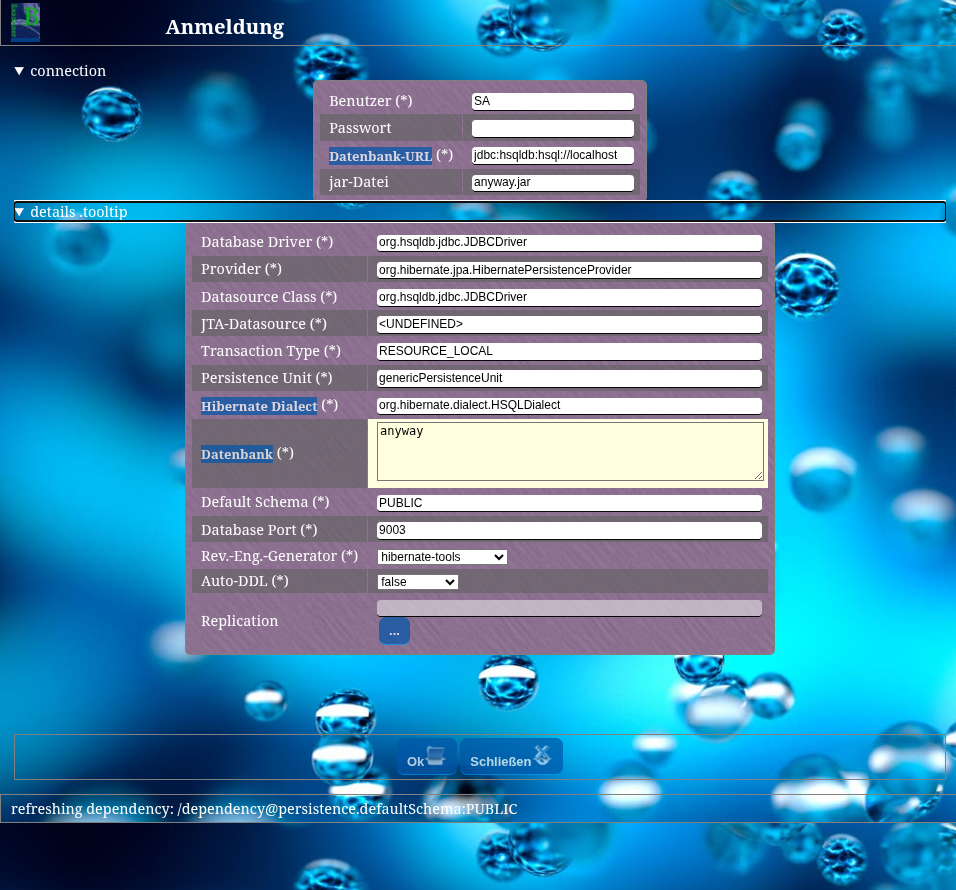 Anmeldung
▼ connection
Benutzer (*) SA
Passwort
Datenbank-URL (*) jdbc:hsqldb:hsql://localhost
jar-Datei anyway.jar
▼ details .tooltip
Database Driver (*) org.hsqldb.jdbc.JDBCDriver
Provider (*) org.hibernate.jpa.HibernatePersistenceProvider
Datasource Class (*) org.hsqldb.jdbc.JDBCDriver
JTA-Datasource (*) <UNDEFINED>
Transaction Type (*) RESOURCE_LOCAL
Persistence Unit (*) genericPersistenceUnit
Hibernate Dialect (*) org.hibernate.dialect.HSQLDialect
Datenbank (*) anyway
Default Schema (*) PUBLIC
Database Port (*) 9003
Rev.-Eng.-Generator (*) hibernate-tools
Auto-DDL (*) false
Replication
...
Ok Schließen
refreshing dependency: /dependency@persistence.defaultSchema:PUBLIC